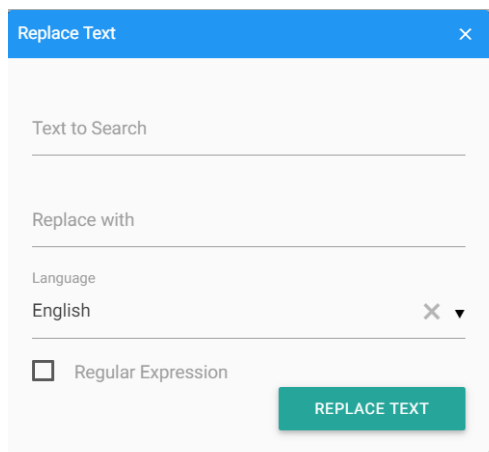 Replace Text
Text to Search
Replace with
Language
English
Regular Expression
REPLACE TEXT